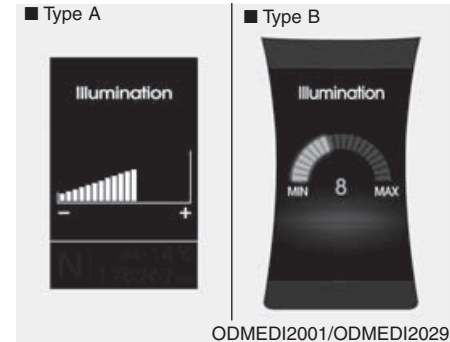 ■ Type A
Illumination
− +
N
■ Type B
Illumination
MIN 8 MAX
ODMEDI2001/ODMEDI2029